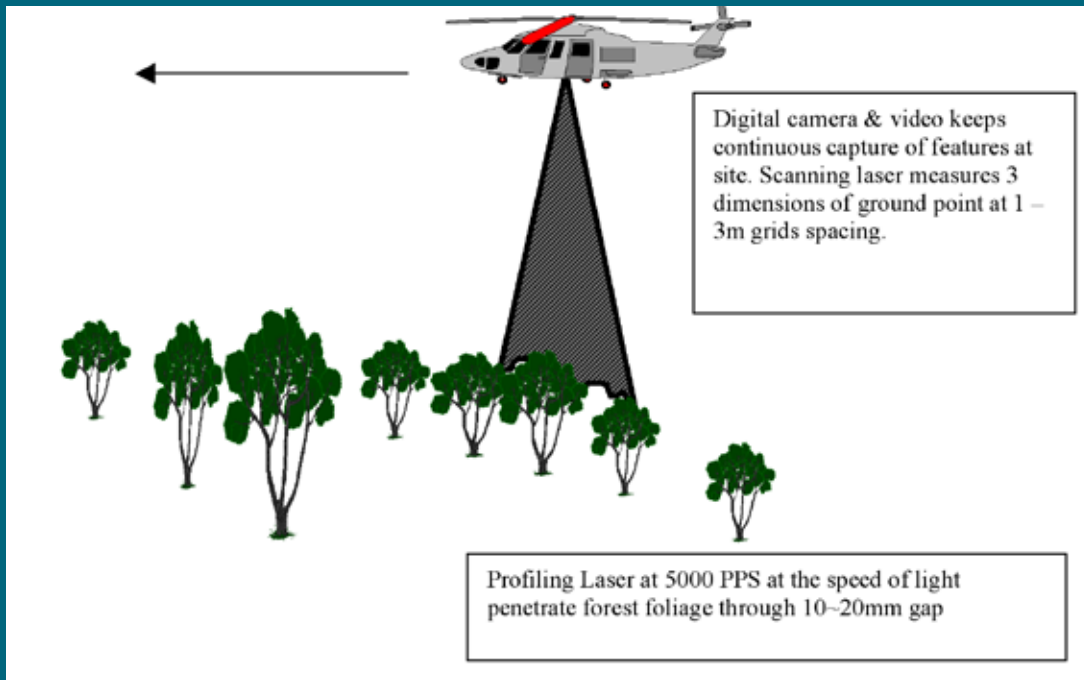 Digital camera & video keeps
continuous capture of features at
site. Scanning laser measures 3
dimensions of ground point at 1 –
3m grids spacing.
Profiling Laser at 5000 PPS at the speed of light
penetrate forest foliage through 10~20mm gap